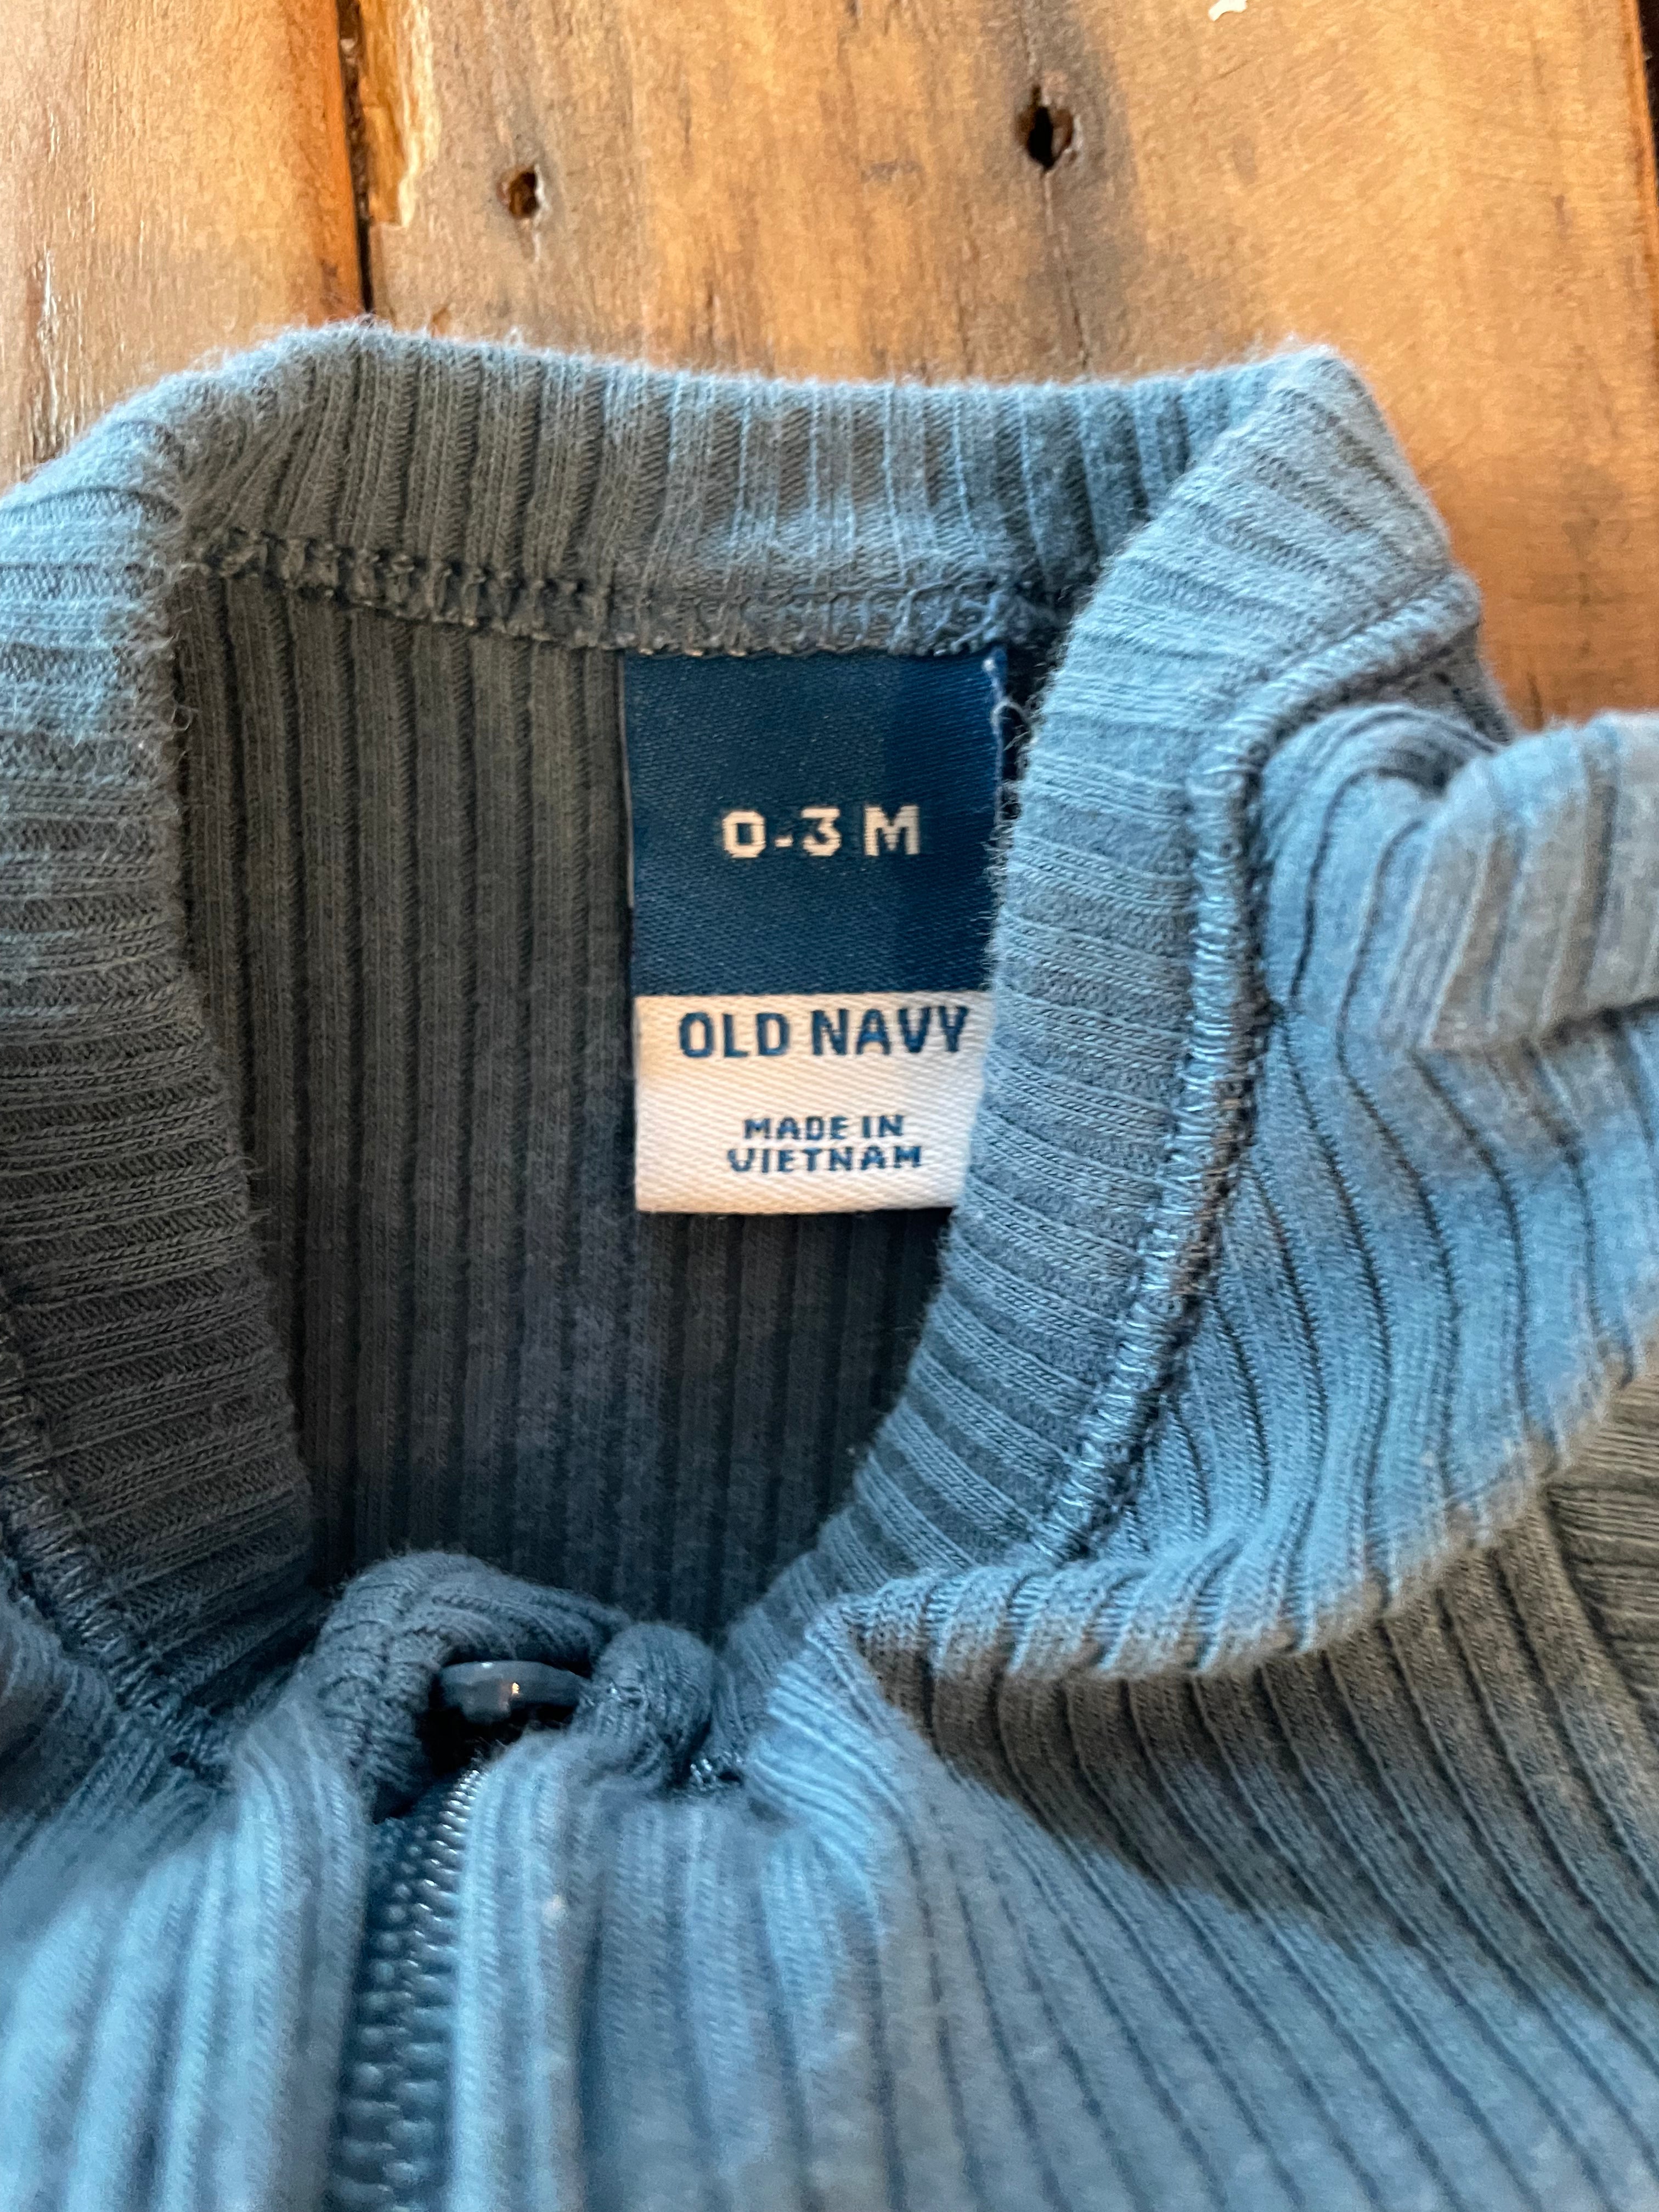 0-3 M
OLD NAVY
MADE IN
VIETNAM